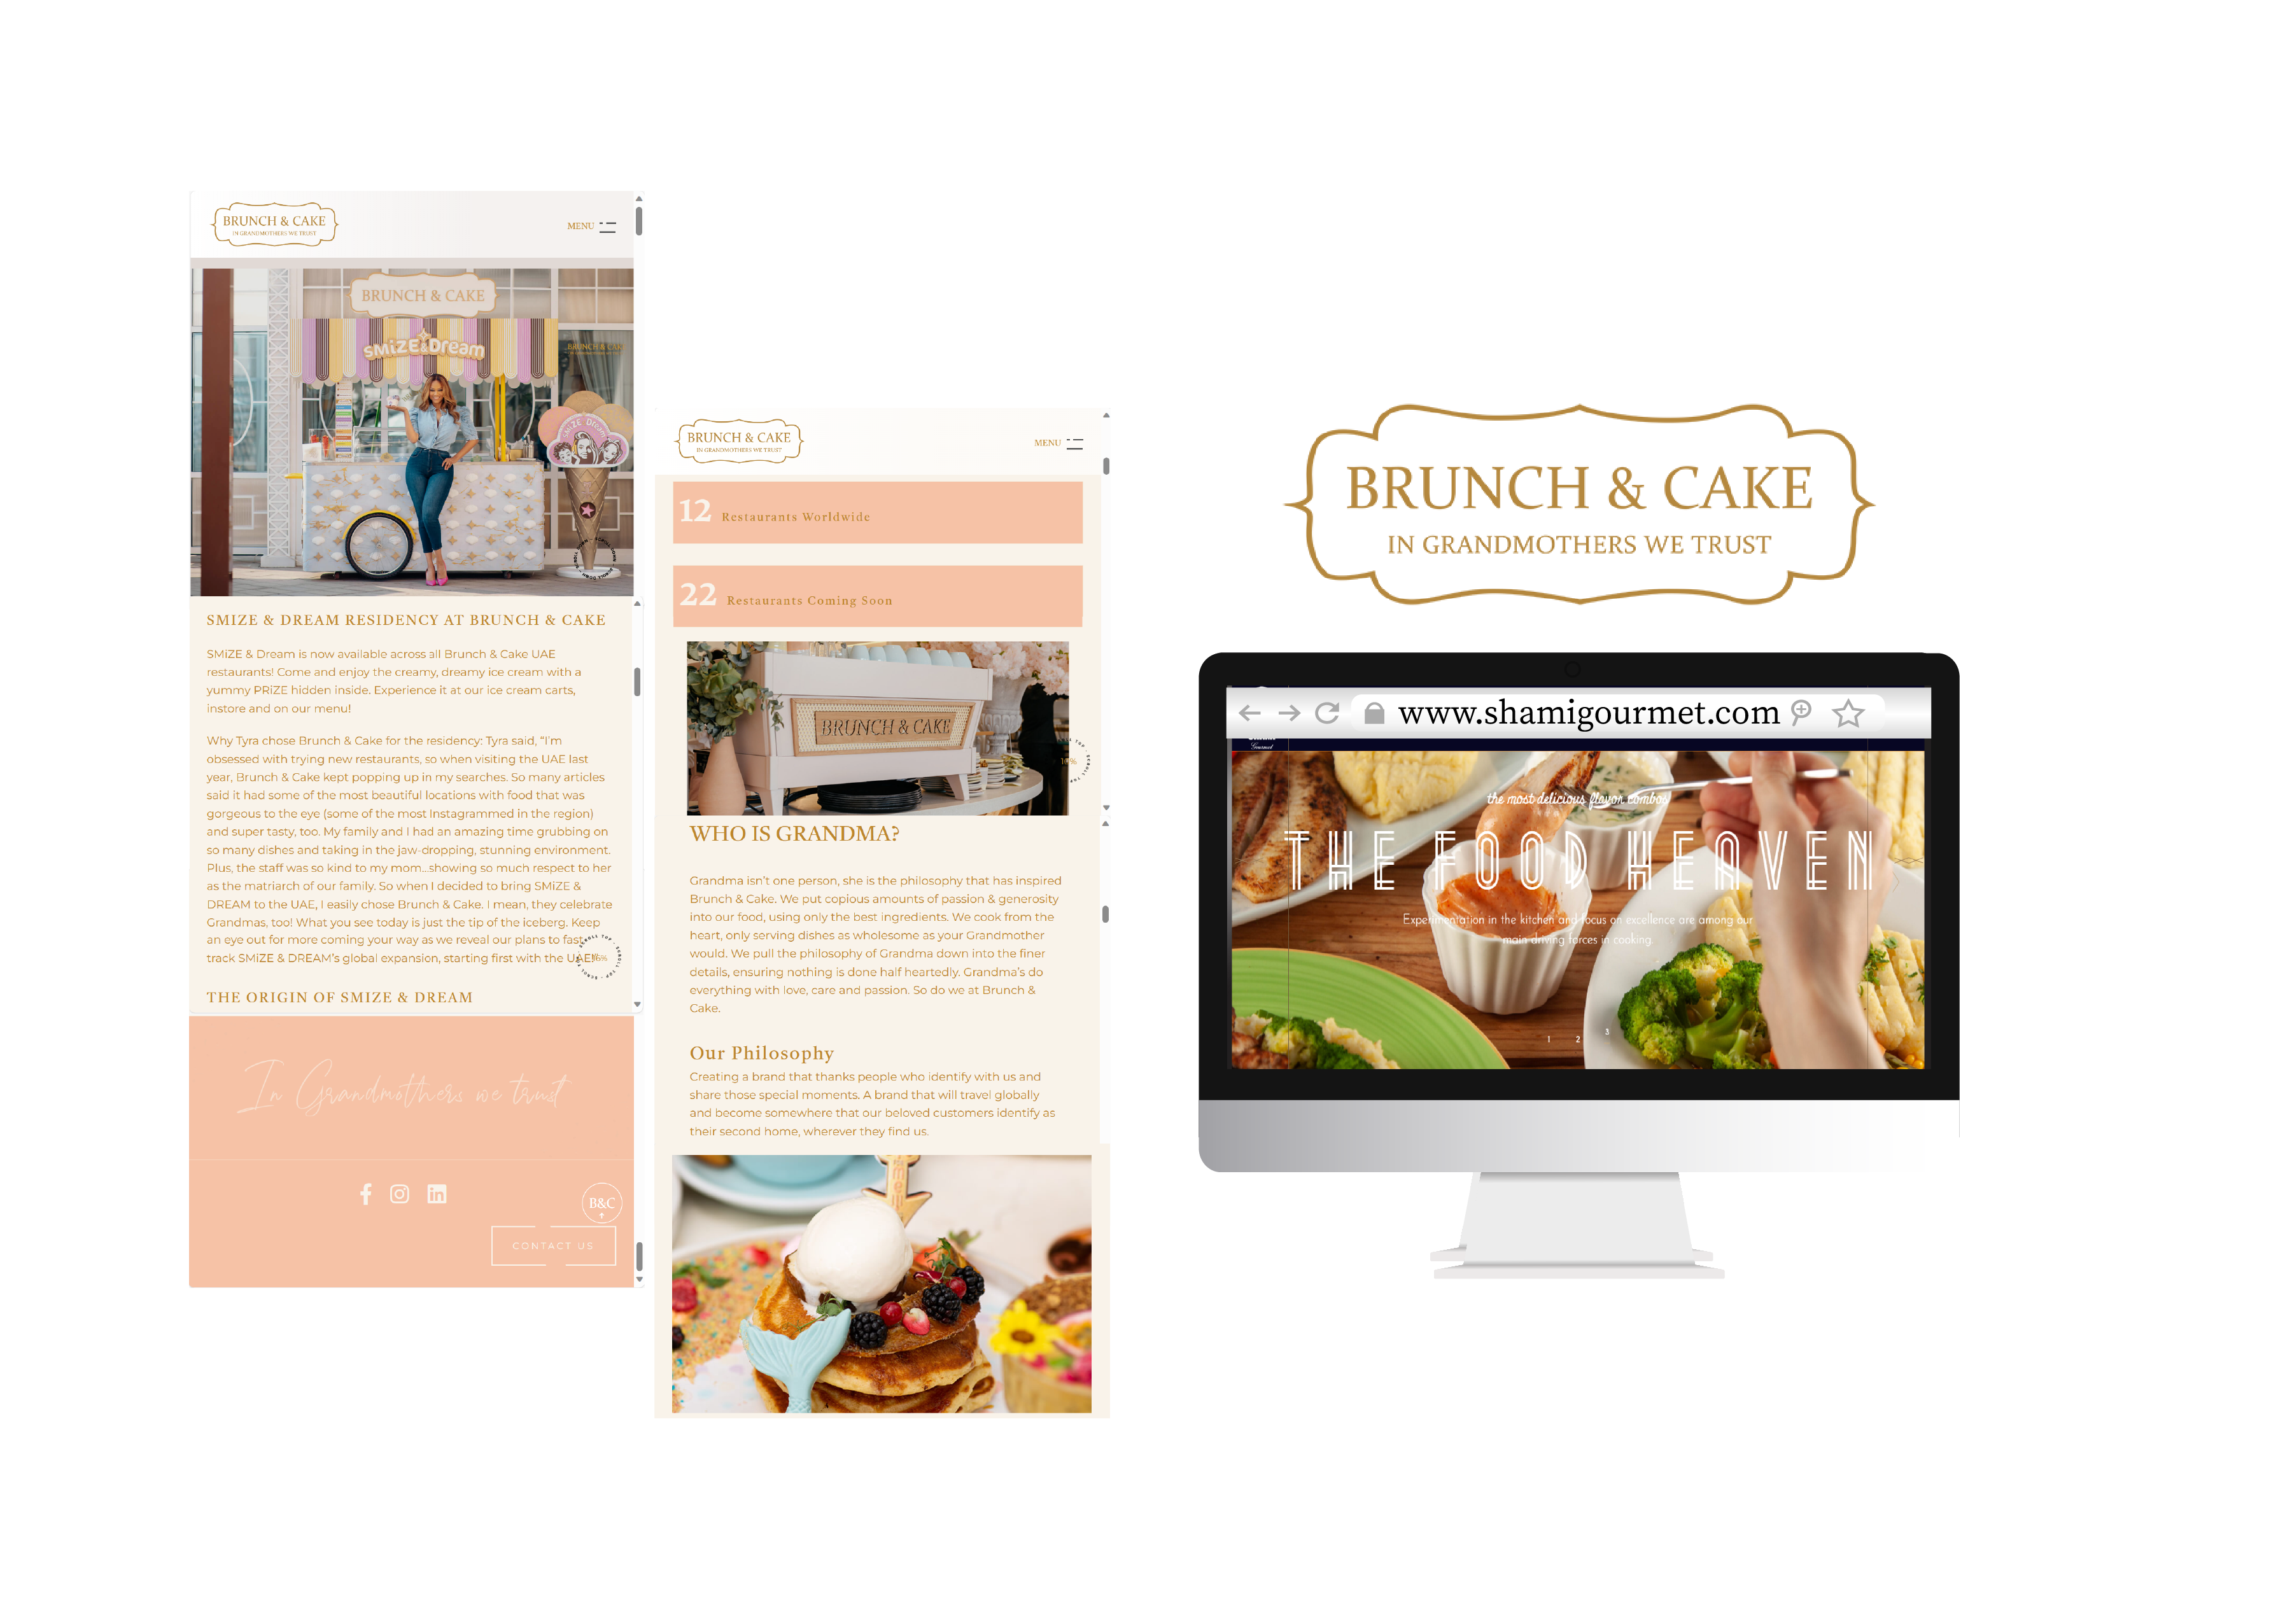 BRUNCH & CAKE
IN GRANDMOTHERS WE TRUST
MENU
BRUNCH & CAKE
SMiZE & Dream
BRUNCH & CAKE
SMiZE & Dream
SMIZE & DREAM RESIDENCY AT BRUNCH & CAKE
SMiZE & Dream is now available across all Brunch & Cake UAE
restaurants! Come and enjoy the creamy, dreamy ice cream with a
yummy PRiZE hidden inside. Experience it at our ice cream carts,
instore and on our menu!
Why Tyra chose Brunch & Cake for the residency: Tyra said, “I’m
obsessed with trying new restaurants, so when visiting the UAE last
year, Brunch & Cake kept popping up in my searches. So many articles
said it had some of the most beautiful locations with food that was
gorgeous to the eye (some of the most Instagrammed in the region)
and super tasty, too. My family and I had an amazing time grubbing on
so many dishes and taking in the jaw-dropping, stunning environment.
Plus, the staff was so kind to my mom...showing so much respect to her
as the matriarch of our family. So when I decided to bring SMiZE &
DREAM to the UAE, I easily chose Brunch & Cake. I mean, they celebrate
Grandmas, too! What you see today is just the tip of the iceberg. Keep
an eye out for more coming your way as we reveal our plans to fast
track SMiZE & DREAM’s global expansion, starting first with the UAE!”
SCROLL TOP - SCROLL TOP - SCROLL
THE ORIGIN OF SMIZE & DREAM
In Grandmothers we trust
B&C
CONTACT US
BRUNCH & CAKE
IN GRANDMOTHERS WE TRUST
MENU
12 Restaurants Worldwide
22 Restaurants Coming Soon
BRUNCH & CAKE
WHO IS GRANDMA?
Grandma isn’t one person, she is the philosophy that has inspired
Brunch & Cake. We put copious amounts of passion & generosity
into our food, using only the best ingredients. We cook from the
heart, only serving dishes as wholesome as your Grandmother
would. We pull the philosophy of Grandma down into the finer
details, ensuring nothing is done half heartedly. Grandma’s do
everything with love, care and passion. So do we at Brunch &
Cake.
Our Philosophy
Creating a brand that thanks people who identify with us and
share those special moments. A brand that will travel globally
and become somewhere that our beloved customers identify as
their second home, wherever they find us.
BRUNCH & CAKE
IN GRANDMOTHERS WE TRUST
www.shamigourmet.com
Gourmet
the most delicious flavor combos
THE FOOD HEAVEN
Experimentation in the kitchen and focus on excellence are among our
main driving forces in cooking.
1 2 3